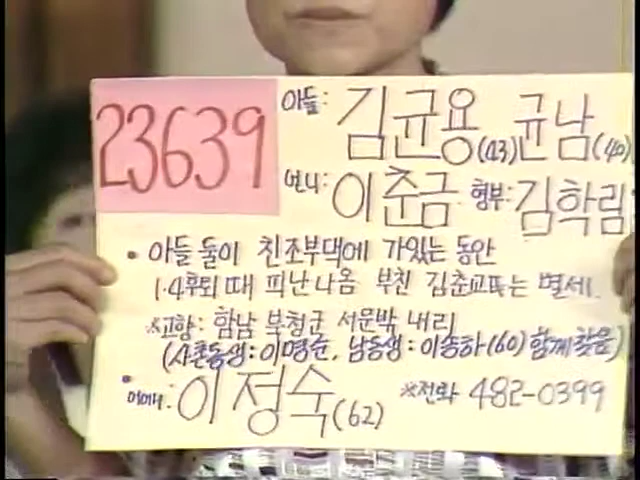 23639
아들: 김균용(43) 균남(40)
언니: 이준금 형부: 김학림
• 아들 둘이 친조부댁에 가있는 동안
1·4후퇴 때 피난나옴 부친 김춘교氏는 별세.
※고향: 함남 북청군 서문밖 내리
(사촌동생: 이명순, 남동생: 이송하(60) 함께 찾음)
• 어머니: 이정숙(62) ※전화 482-0399